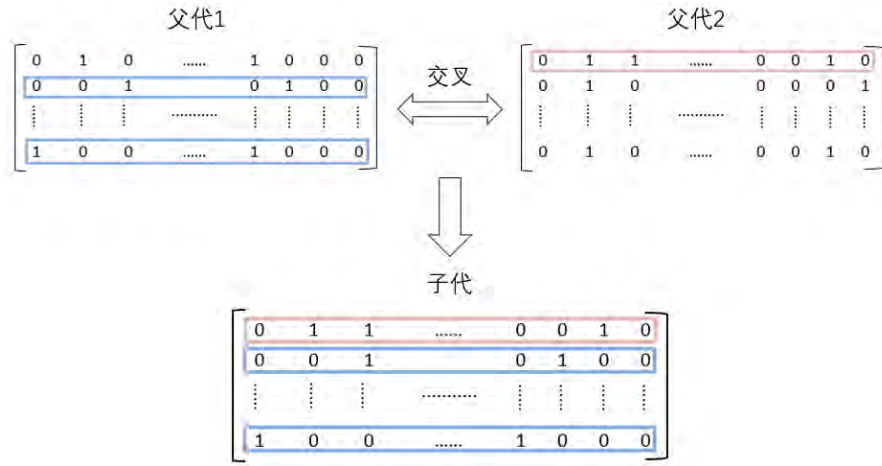 父代1
0 1 0 ...... 1 0 0 0
0 0 1 0 1 0 0
⋮ ⋮ ⋮ .......... ⋮ ⋮ ⋮ ⋮
1 0 0 ...... 1 0 0 0
交叉
父代2
0 1 1 ...... 0 0 1 0
0 1 0 0 0 0 1
⋮ ⋮ ⋮ .......... ⋮ ⋮ ⋮ ⋮
0 1 0 ...... 0 0 1 0
子代
0 1 1 ...... 0 0 1 0
0 0 1 0 1 0 0
⋮ ⋮ ⋮ .......... ⋮ ⋮ ⋮ ⋮
1 0 0 ...... 1 0 0 0